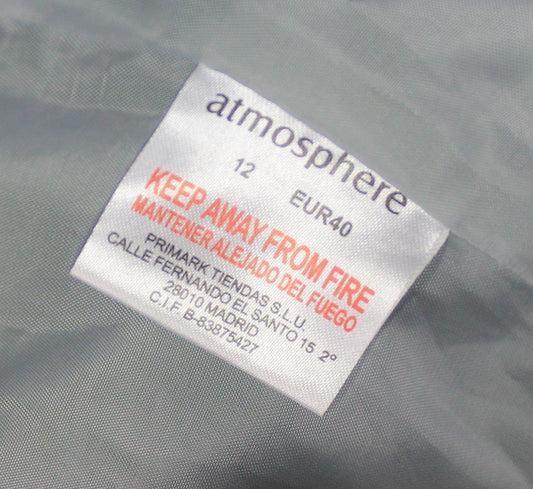 atmosphere
12 EUR40
KEEP AWAY FROM FIRE
MANTENER ALEJADO DEL FUEGO
PRIMARK TIENDAS S.L.U.
CALLE FERNANDO EL SANTO 15 2º
28010 MADRID
C.I.F. B-83875427